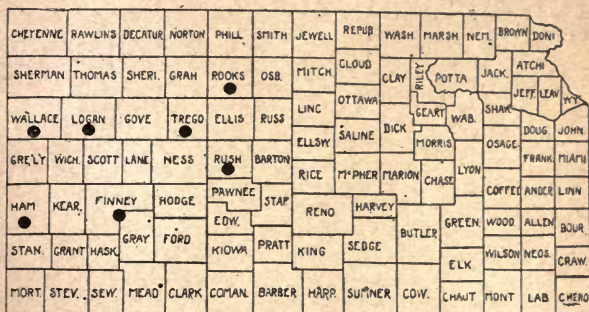 CHEYENNE RAWLINS DECATUR NORTON PHILL SMITH JEWELL REPUB WASH. MARSH NEM. BROWN DONI
SHERMAN THOMAS SHERI. GRAH ROOKS OSB. MITCH CLOUD CLAY RILEY POTTA JACK. ATCHI
JEFF. LEAV WY.
WALLACE LOGAN GOVE TREGO ELLIS RUSS LINC OTTAWA DICK GEARY WAB. SHAW. DOUG. JOHN.
GRE'LY WICH. SCOTT LANE NESS RUSH BARTON ELLSW SALINE MORRIS LYON OSAGE FRANK. MIAMI
RICE McPHER MARION CHASE COFFEE ANDER LINN
HAM KEAR. FINNEY HODGE PAWNEE STAF RENO HARVEY BUTLER GREEN. WOOD. ALLEN BOUR.
EDW.
STAN. GRANT HASK. GRAY FORD. KIOWA PRATT KING SEDGE ELK WILSON NEOS. CRAW.
MORT. STEV. SEW. MEAD CLARK COMAN. BARBER HARP. SUMNER COW. CHAUT MONT LAB CHERO